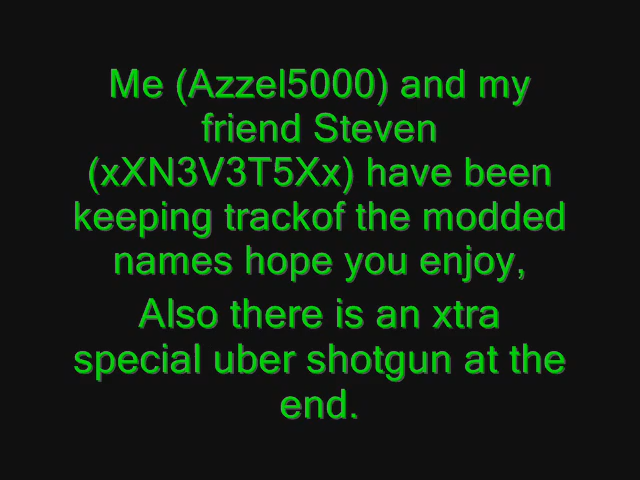 Me (Azzel5000) and my
friend Steven
(xXN3V3T5Xx) have been
keeping trackof the modded
names hope you enjoy,
Also there is an xtra
special uber shotgun at the
end.